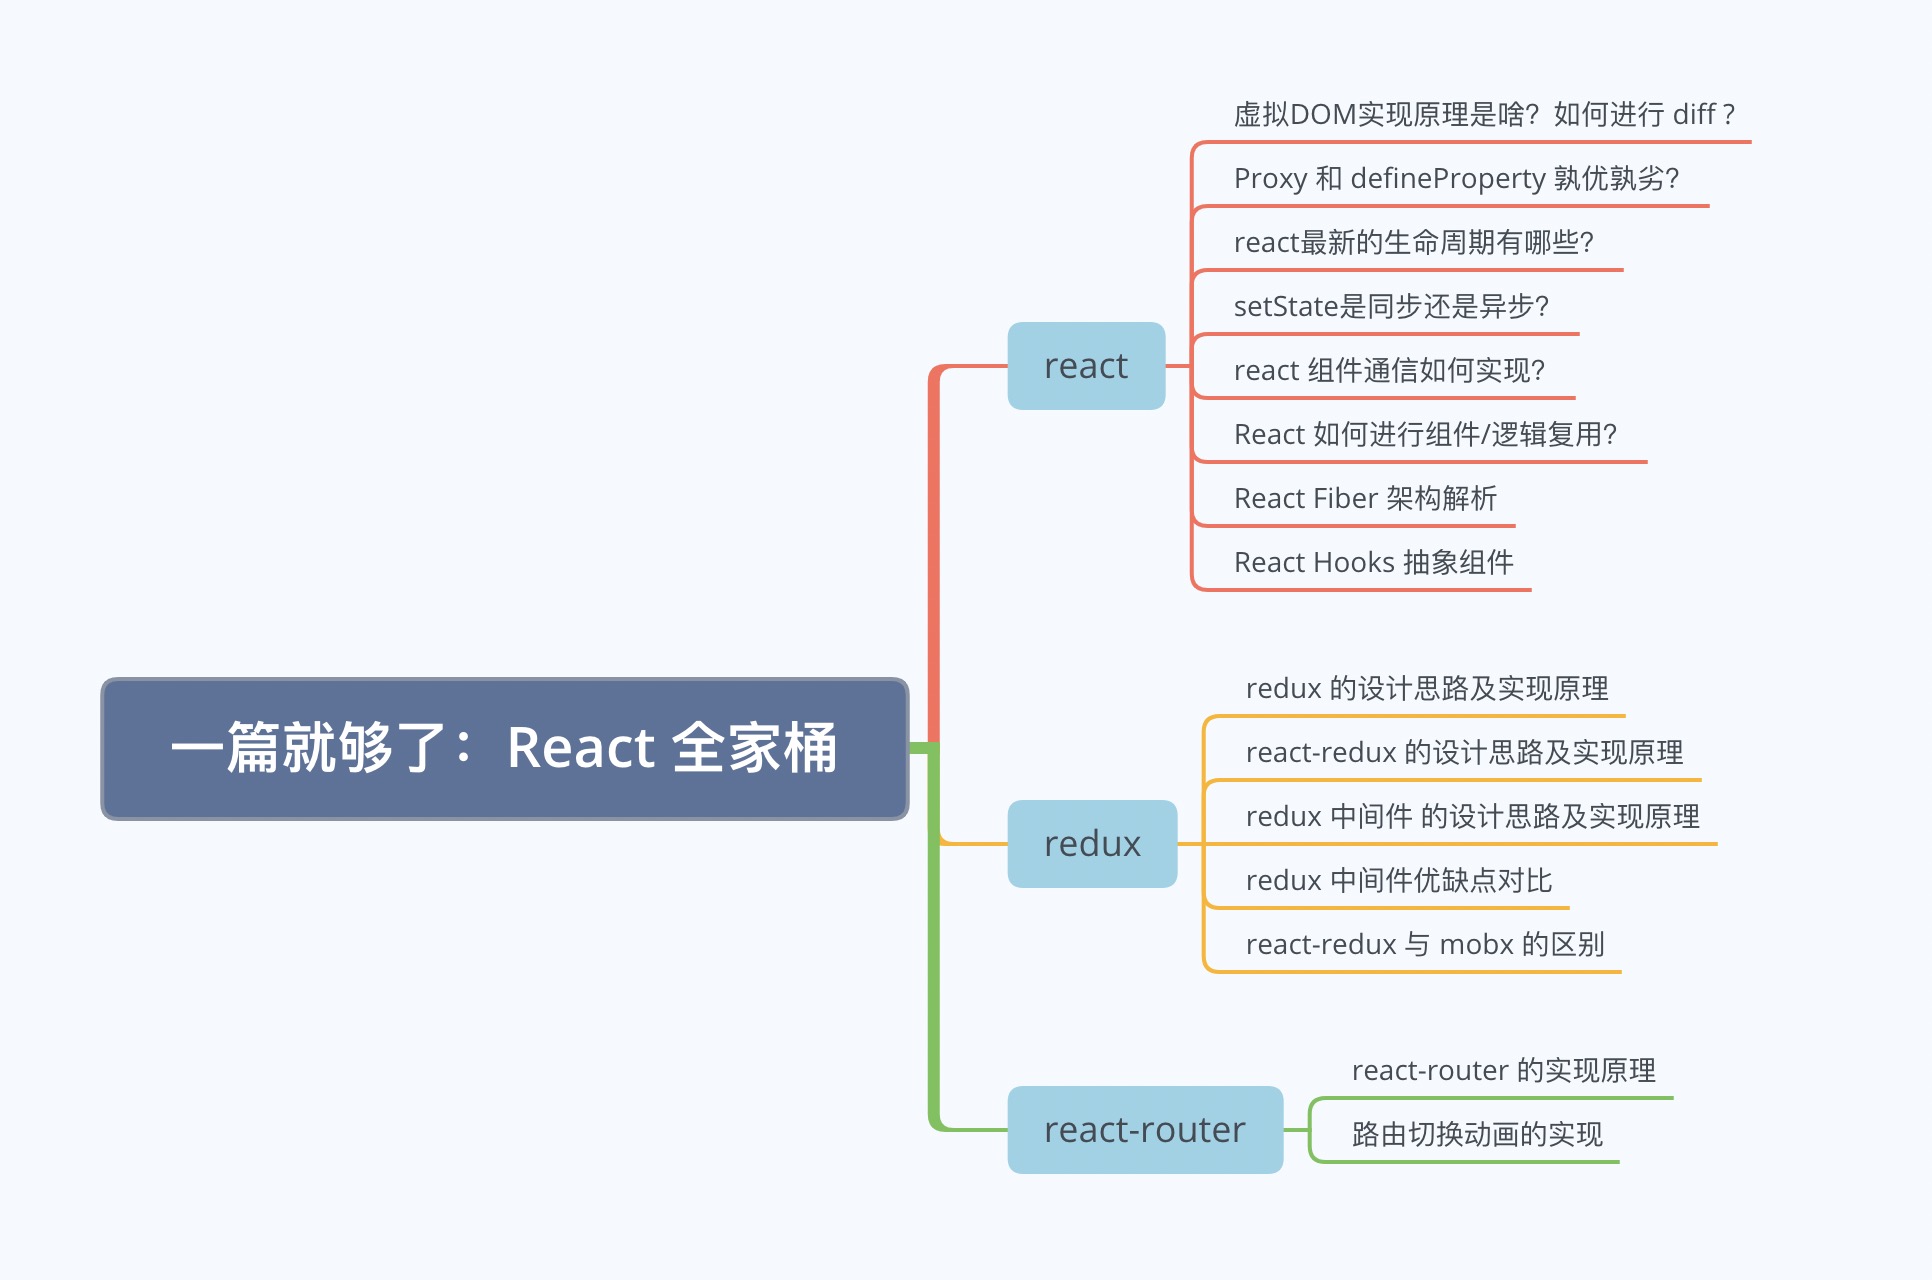 一篇就够了：React 全家桶
react
虚拟DOM实现原理是啥？如何进行 diff ?
Proxy 和 defineProperty 孰优孰劣？
react最新的生命周期有哪些？
setState是同步还是异步？
react 组件通信如何实现？
React 如何进行组件/逻辑复用？
React Fiber 架构解析
React Hooks 抽象组件
redux
redux 的设计思路及实现原理
react-redux 的设计思路及实现原理
redux 中间件 的设计思路及实现原理
redux 中间件优缺点对比
react-redux 与 mobx 的区别
react-router
react-router 的实现原理
路由切换动画的实现